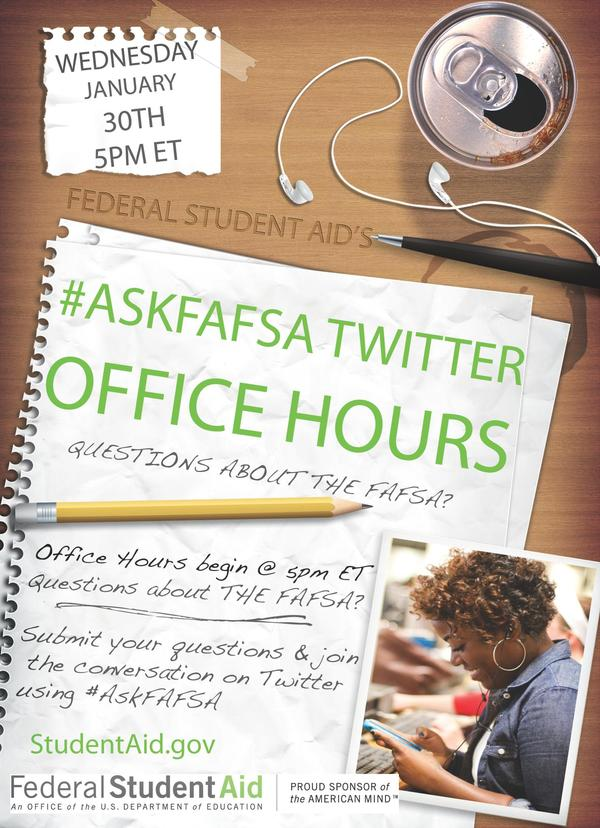 WEDNESDAY
JANUARY
30TH
5PM ET
FEDERAL STUDENT AID'S
#ASKFAFSA TWITTER
OFFICE HOURS
QUESTIONS ABOUT THE FAFSA?
Office Hours begin @ 5pm ET
Questions about THE FAFSA?
Submit your questions & join
the conversation on Twitter
using #ASKFAFSA
StudentAid.gov
Federal Student Aid
An OFFICE of the U.S. DEPARTMENT of EDUCATION
PROUD SPONSOR of
the AMERICAN MIND™